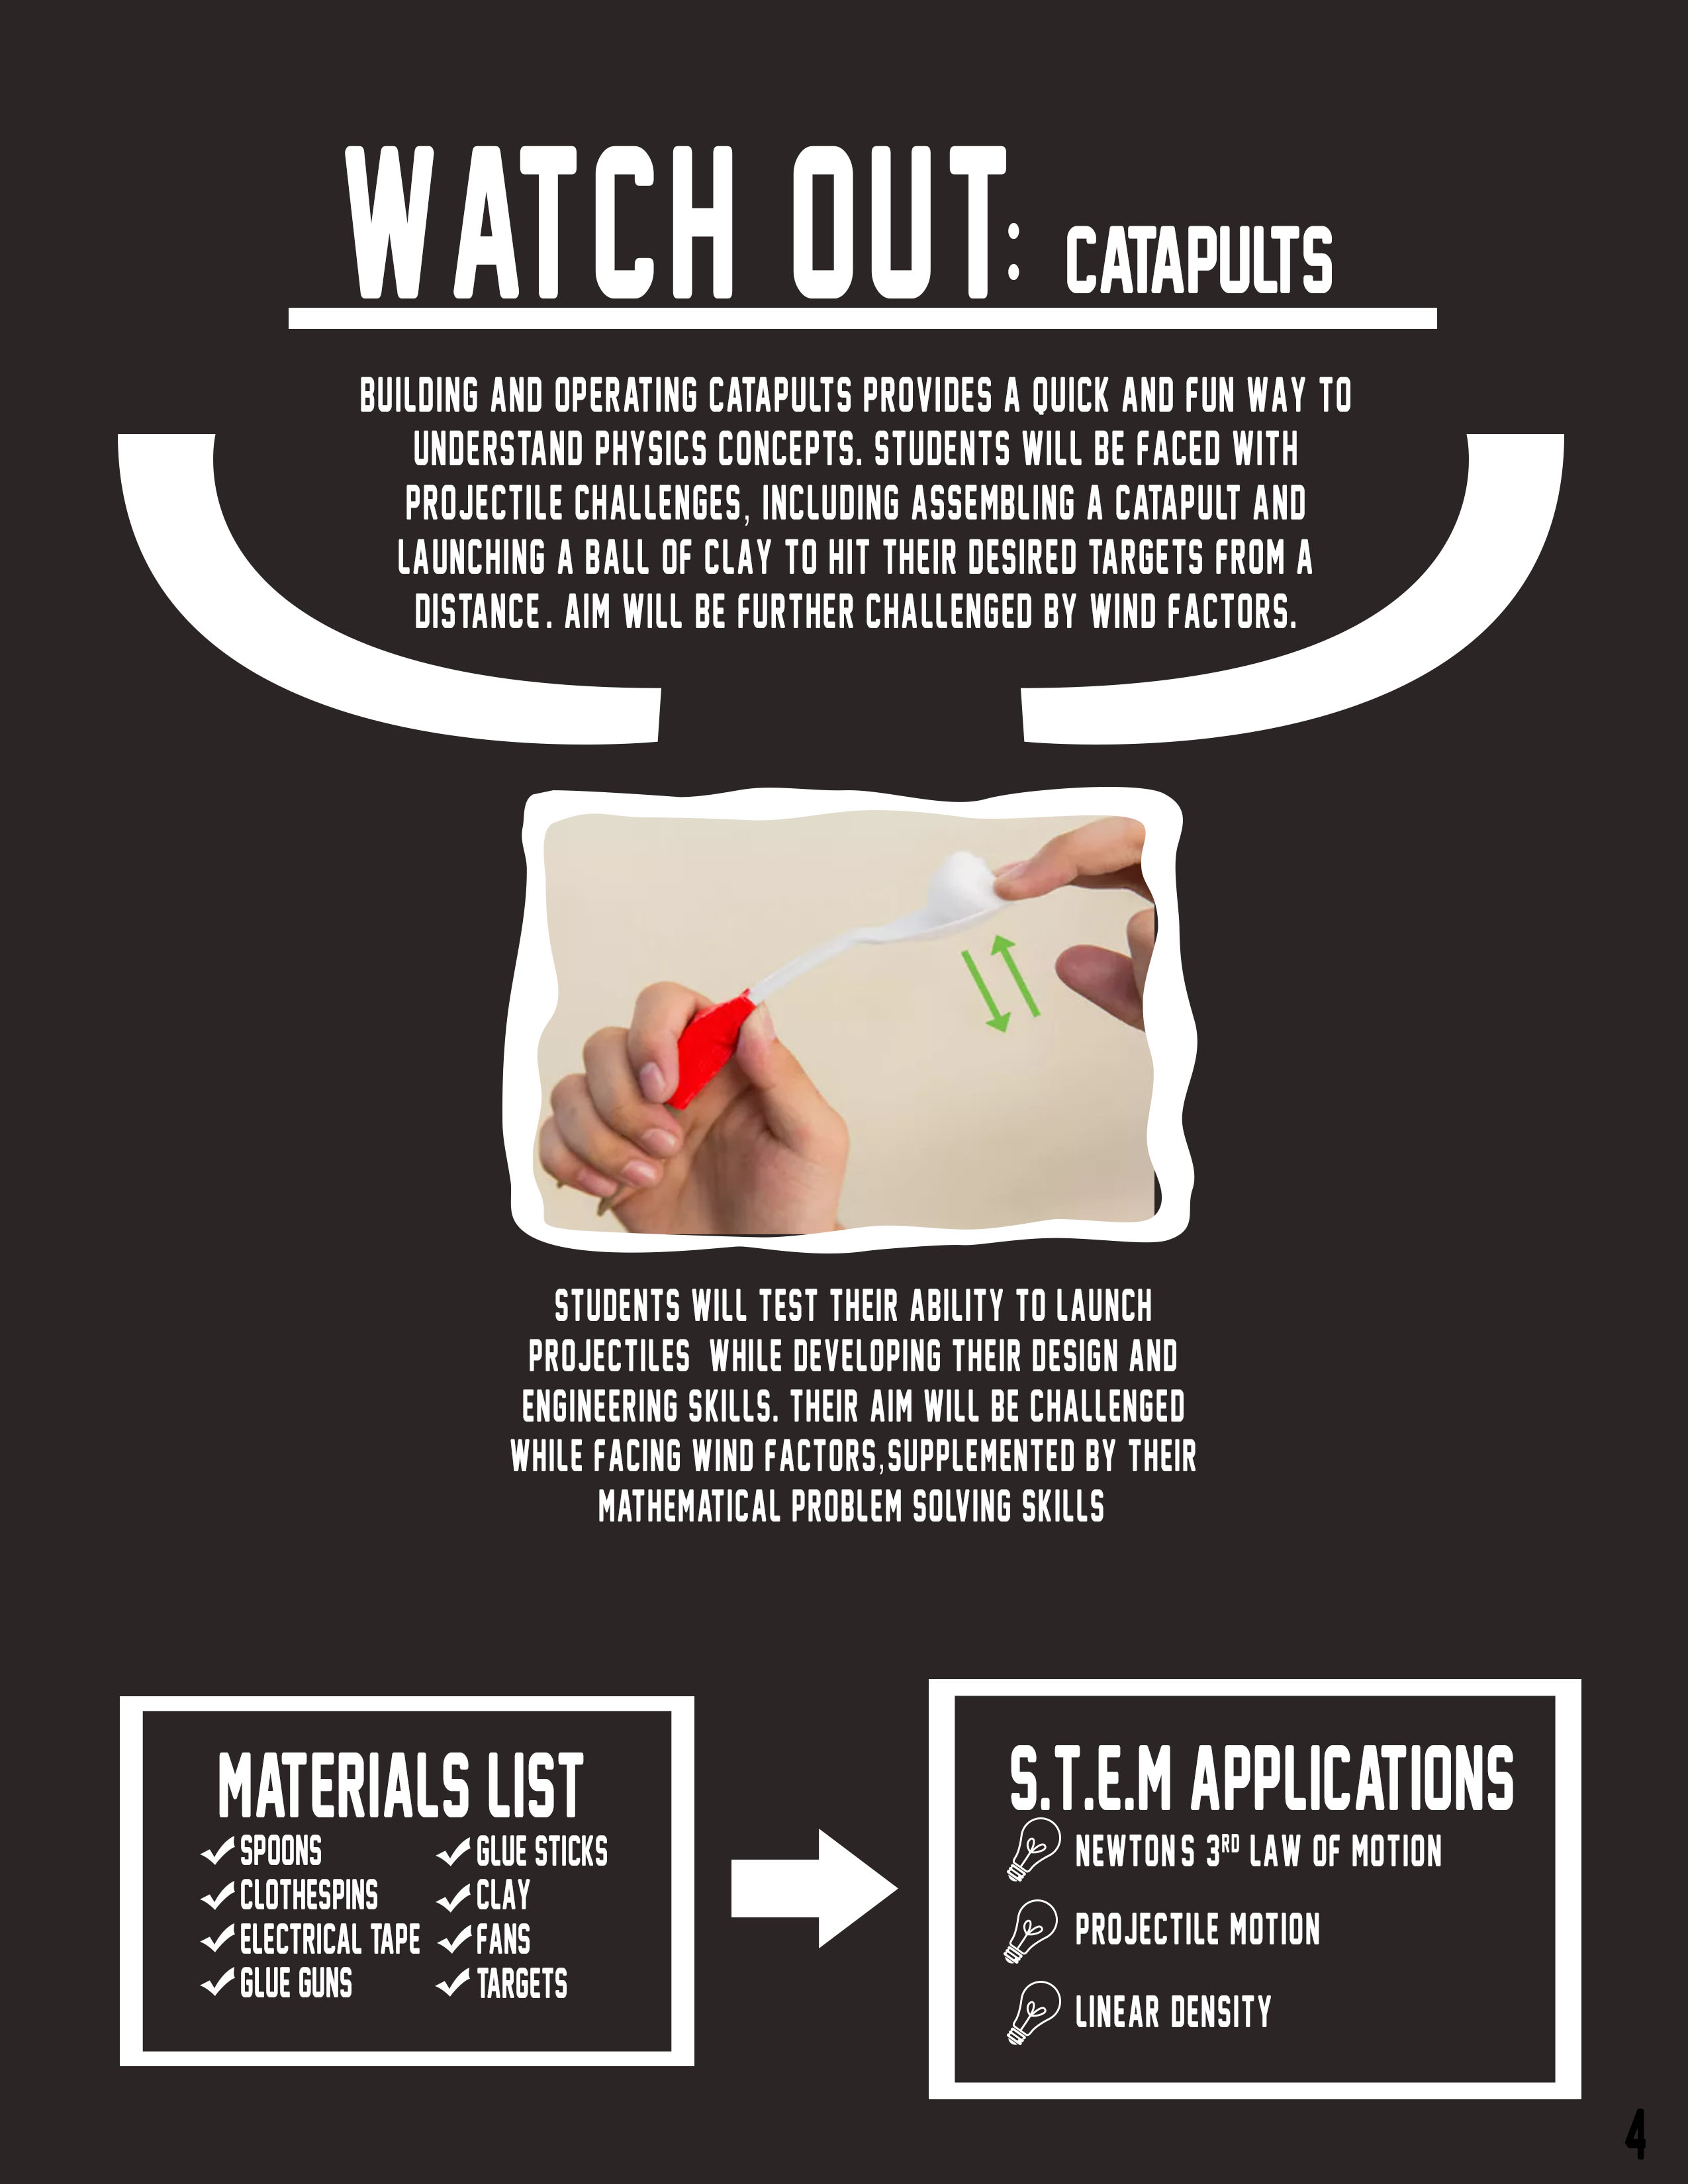 WATCH OUT: CATAPULTS
BUILDING AND OPERATING CATAPULTS PROVIDES A QUICK AND FUN WAY TO
UNDERSTAND PHYSICS CONCEPTS. STUDENTS WILL BE FACED WITH
PROJECTILE CHALLENGES, INCLUDING ASSEMBLING A CATAPULT AND
LAUNCHING A BALL OF CLAY TO HIT THEIR DESIRED TARGETS FROM A
DISTANCE. AIM WILL BE FURTHER CHALLENGED BY WIND FACTORS.
STUDENTS WILL TEST THEIR ABILITY TO LAUNCH
PROJECTILES WHILE DEVELOPING THEIR DESIGN AND
ENGINEERING SKILLS. THEIR AIM WILL BE CHALLENGED
WHILE FACING WIND FACTORS,SUPPLEMENTED BY THEIR
MATHEMATICAL PROBLEM SOLVING SKILLS
MATERIALS LIST
SPOONS
CLOTHESPINS
ELECTRICAL TAPE
GLUE GUNS
GLUE STICKS
CLAY
FANS
TARGETS
S.T.E.M APPLICATIONS
NEWTONS 3RD LAW OF MOTION
PROJECTILE MOTION
LINEAR DENSITY
4